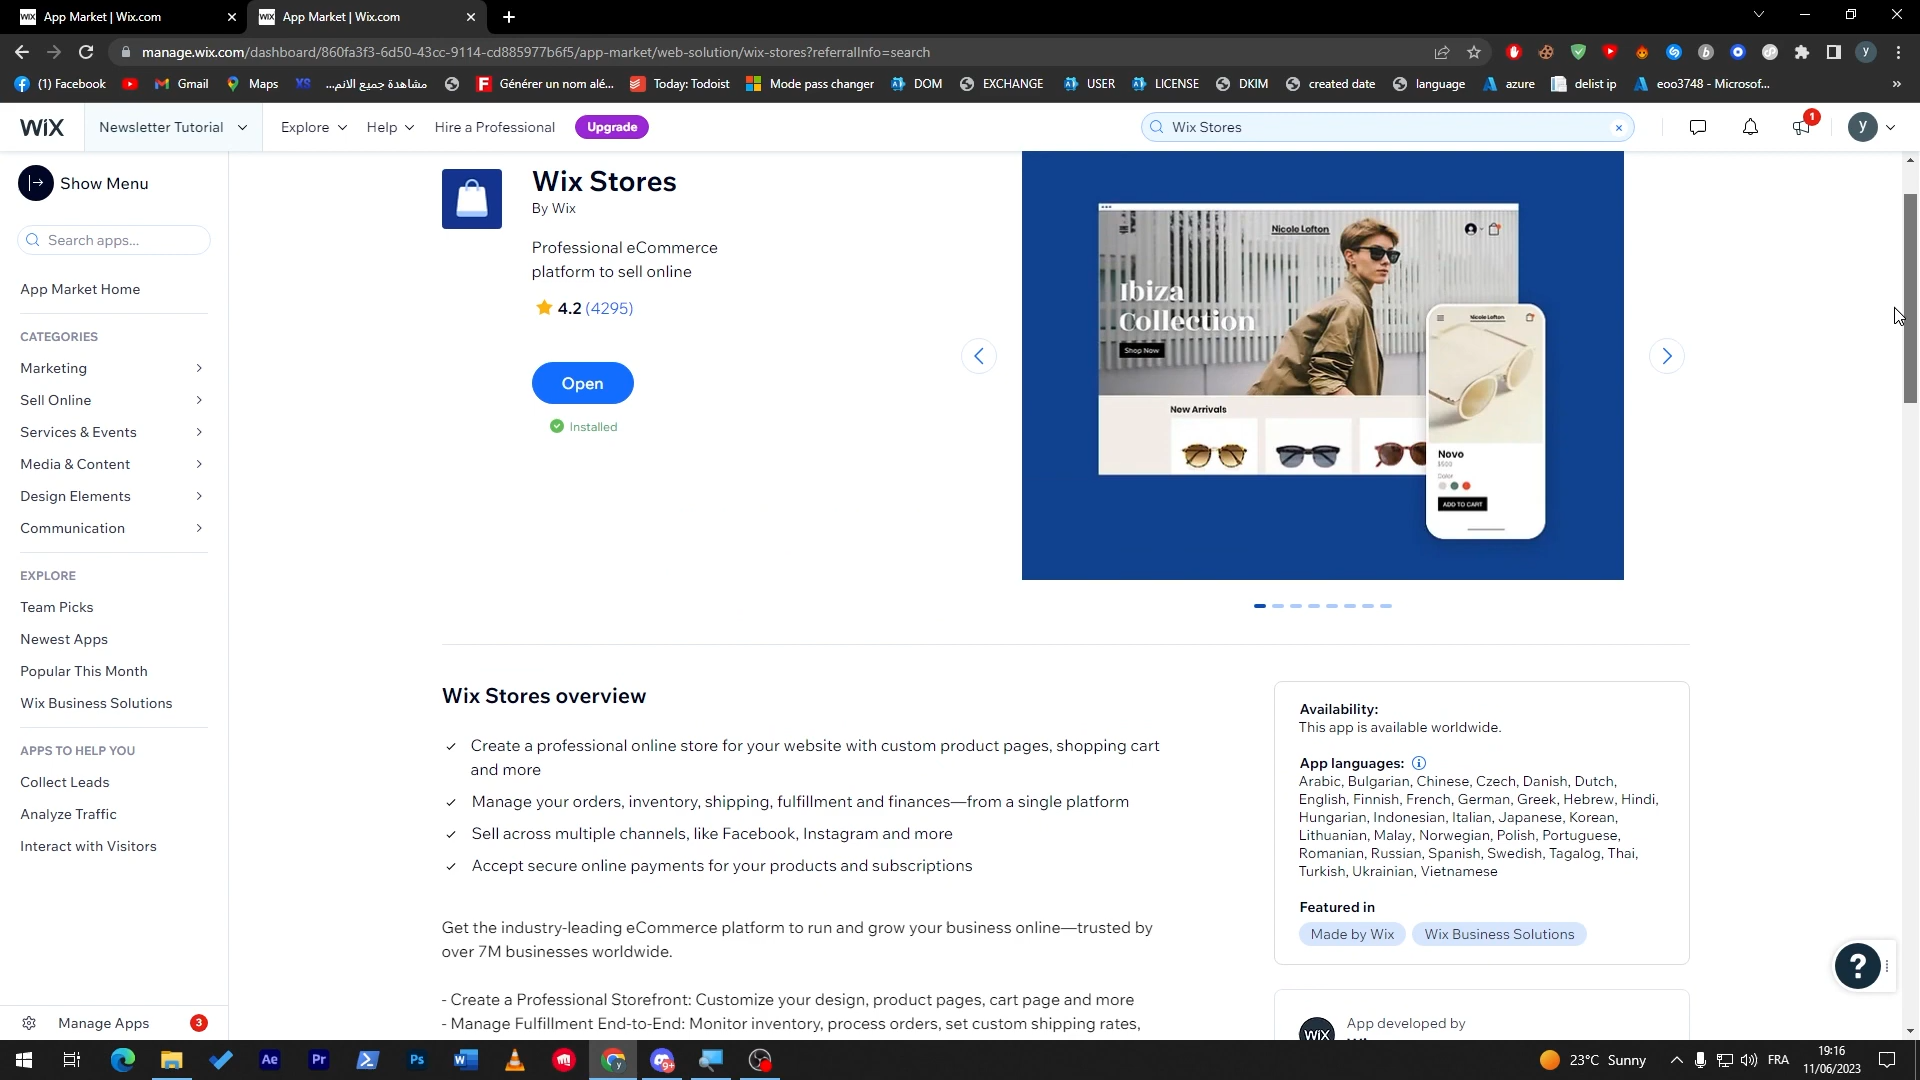 App Market | Wix.com
App Market | Wix.com
manage.wix.com/dashboard/860fa3f3-6d50-43cc-9114-cd885977b6f5/app-market/web-solution/wix-stores?referralInfo=search
(1) Facebook
Gmail
Maps
XS
مشاهدة جميع الانم...
Générer un nom alé...
Today: Todoist
Mode pass changer
DOM
EXCHANGE
USER
LICENSE
DKIM
created date
language
azure
delist ip
eoo3748 - Microsof...
WiX
Newsletter Tutorial
Explore
Help
Hire a Professional
Upgrade
Wix Stores
1
y
Show Menu
Search apps...
App Market Home
CATEGORIES
Marketing
Sell Online
Services & Events
Media & Content
Design Elements
Communication
EXPLORE
Team Picks
Newest Apps
Popular This Month
Wix Business Solutions
APPS TO HELP YOU
Collect Leads
Analyze Traffic
Interact with Visitors
Manage Apps
3
Wix Stores
By Wix
Professional eCommerce
platform to sell online
4.2 (4295)
Open
Installed
Nicole Lofton
Ibiza
Collection
Shop Now
New Arrivals
Nicole Lofton
Novo
$500
Color
ADD TO CART
Wix Stores overview
Create a professional online store for your website with custom product pages, shopping cart
and more
Manage your orders, inventory, shipping, fulfillment and finances—from a single platform
Sell across multiple channels, like Facebook, Instagram and more
Accept secure online payments for your products and subscriptions
Get the industry-leading eCommerce platform to run and grow your business online—trusted by
over 7M businesses worldwide.
- Create a Professional Storefront: Customize your design, product pages, cart page and more
- Manage Fulfillment End-to-End: Monitor inventory, process orders, set custom shipping rates,
Availability:
This app is available worldwide.
App languages:
Arabic, Bulgarian, Chinese, Czech, Danish, Dutch,
English, Finnish, French, German, Greek, Hebrew, Hindi,
Hungarian, Indonesian, Italian, Japanese, Korean,
Lithuanian, Malay, Norwegian, Polish, Portuguese,
Romanian, Russian, Spanish, Swedish, Tagalog, Thai,
Turkish, Ukrainian, Vietnamese
Featured in
Made by Wix
Wix Business Solutions
?
WiX
App developed by
Ae
Pr
Ps
9+
23°C Sunny
FRA
19:16
11/06/2023